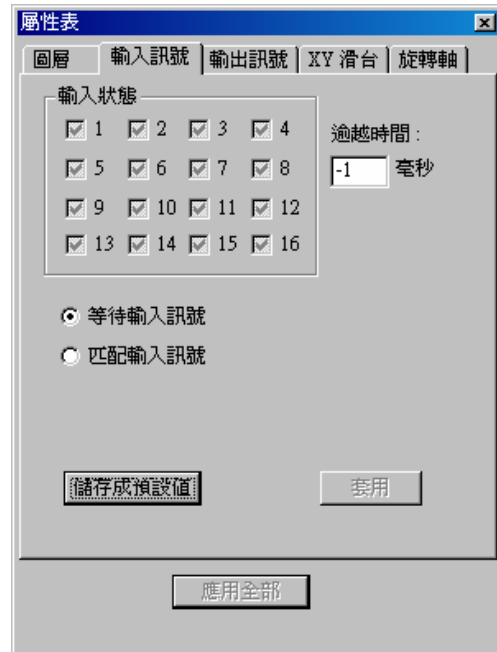 屬性表
圖層 輸入訊號 輸出訊號 XY 滑台 旋轉軸
輸入狀態
1 2 3 4
5 6 7 8
9 10 11 12
13 14 15 16
逾越時間 :
-1 毫秒
等待輸入訊號
匹配輸入訊號
儲存成預設值 套用
應用全部